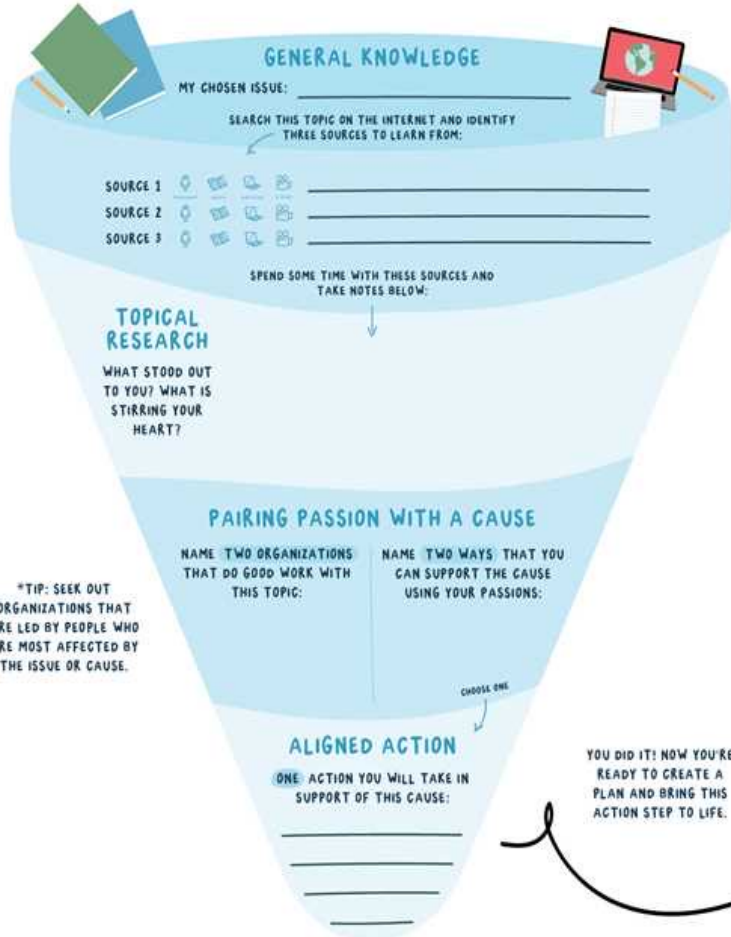 GENERAL KNOWLEDGE
MY CHOSEN ISSUE:
SEARCH THIS TOPIC ON THE INTERNET AND IDENTIFY
THREE SOURCES TO LEARN FROM:
SOURCE 1
SOURCE 2
SOURCE 3
SPEND SOME TIME WITH THESE SOURCES AND
TAKE NOTES BELOW:
TOPICAL
RESEARCH
WHAT STOOD OUT
TO YOU? WHAT IS
STIRRING YOUR
HEART?
PAIRING PASSION WITH A CAUSE
NAME TWO ORGANIZATIONS
THAT DO GOOD WORK WITH
THIS TOPIC:
NAME TWO WAYS THAT YOU
CAN SUPPORT THE CAUSE
USING YOUR PASSIONS:
*TIP: SEEK OUT
ORGANIZATIONS THAT
RE LED BY PEOPLE WHO
RE MOST AFFECTED BY
THE ISSUE OR CAUSE.
CHOOSE ONE
ALIGNED ACTION
ONE ACTION YOU WILL TAKE IN
SUPPORT OF THIS CAUSE:
YOU DID IT! NOW YOU'RE
READY TO CREATE A
PLAN AND BRING THIS
ACTION STEP TO LIFE.